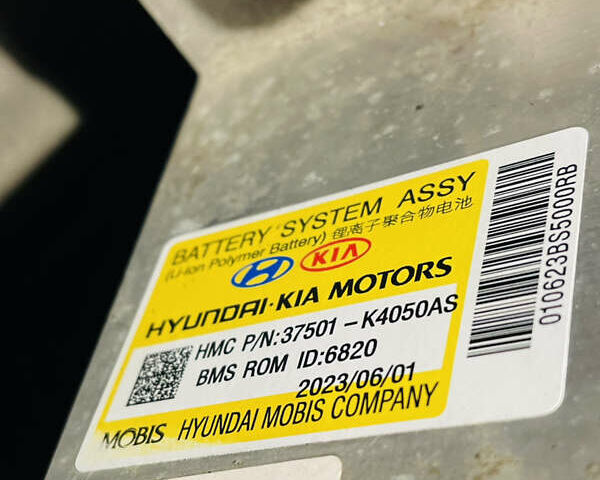 BATTERY SYSTEM ASSY
(Li-ion Polymer Battery) 锂离子聚合物电池
KIA
HYUNDAI·KIA MOTORS
HMC P/N:37501-K4050AS
BMS ROM ID:6820
2023/06/01
MOBIS HYUNDAI MOBIS COMPANY
010623BS5000RB